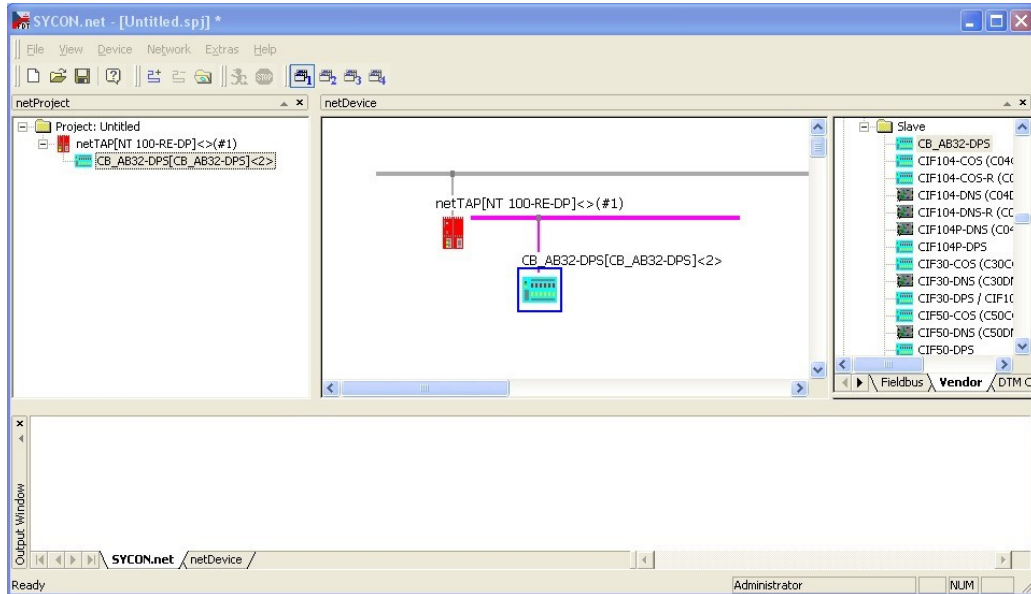 SYCON.net - [Untitled.spj] *
File View Device Network Extras Help
netProject
netDevice
Project: Untitled
netTAP[NT 100-RE-DP]<>(#1)
CB_AB32-DPS[CB_AB32-DPS]<2>
netTAP[NT 100-RE-DP]<>(#1)
CB_AB32-DPS[CB_AB32-DPS]<2>
Slave
CB_AB32-DPS
CIF104-COS (C04
CIF104-COS-R (C
CIF104-DNS (C04
CIF104-DNS-R (C
CIF104P-DNS (C04
CIF104P-DPS
CIF30-COS (C30C
CIF30-DNS (C30D
CIF30-DPS / CIF10
CIF50-COS (C50C
CIF50-DNS (C50D
CIF50-DPS
Fieldbus Vendor DTM C
Output Window
SYCON.net netDevice
Ready Administrator NUM